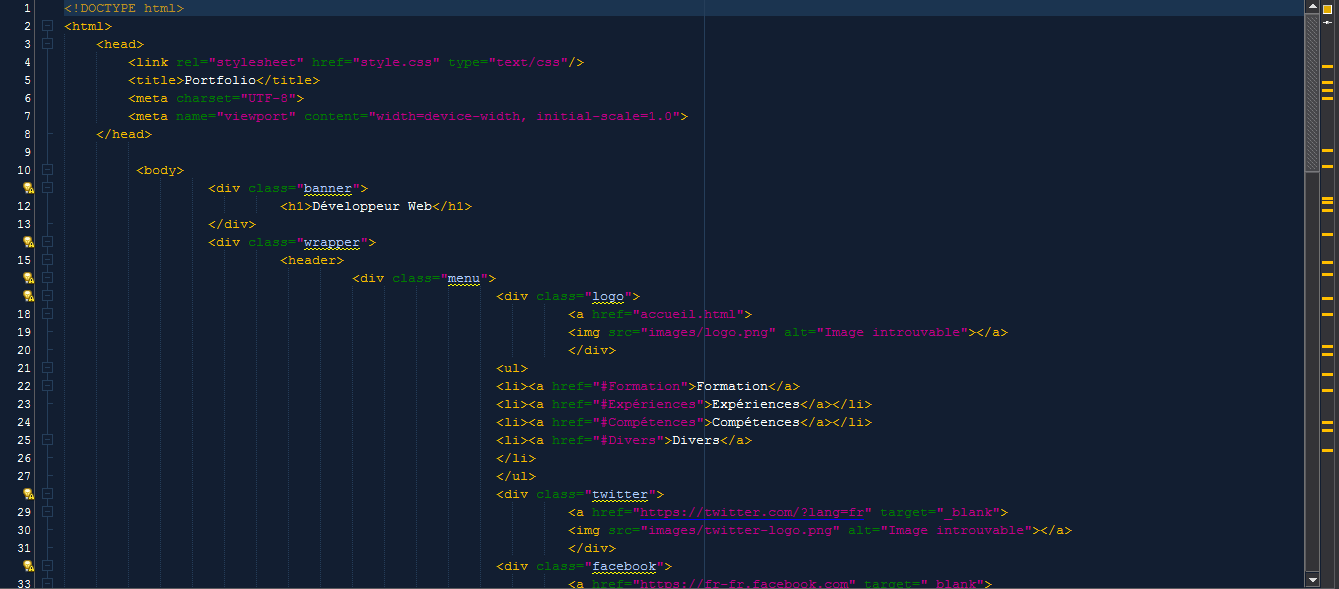 1 <!DOCTYPE html>
2 <html>
3 <head>
4 <link rel="stylesheet" href="style.css" type="text/css"/>
5 <title>Portfolio</title>
6 <meta charset="UTF-8">
7 <meta name="viewport" content="width=device-width, initial-scale=1.0">
8 </head>
9
10 <body>
<div class="banner">
12 <h1>Développeur Web</h1>
13 </div>
<div class="wrapper">
15 <header>
<div class="menu">
<div class="logo">
18 <a href="accueil.html">
19 <img src="images/logo.png" alt="Image introuvable"></a>
20 </div>
21 <ul>
22 <li><a href="#Formation">Formation</a>
23 <li><a href="#Expériences">Expériences</a></li>
24 <li><a href="#Compétences">Compétences</a></li>
25 <li><a href="#Divers">Divers</a>
26 </li>
27 </ul>
<div class="twitter">
29 <a href="https://twitter.com/?lang=fr" target="_blank">
30 <img src="images/twitter-logo.png" alt="Image introuvable"></a>
31 </div>
<div class="facebook">
33 <a href="https://fr-fr.facebook.com" target="_blank">